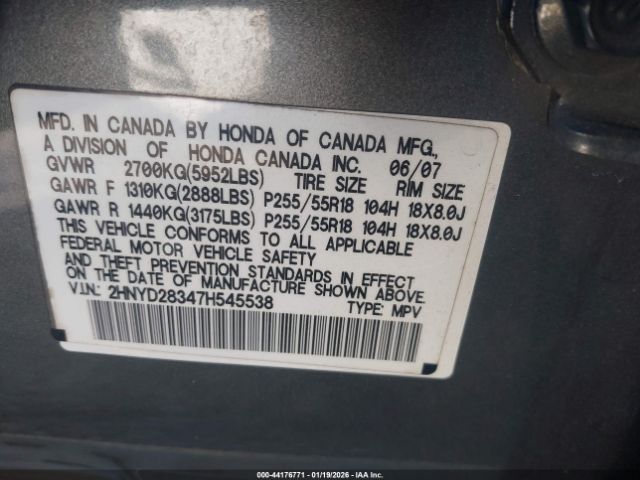 MFD. IN CANADA BY HONDA OF CANADA MFG.,
A DIVISION OF HONDA CANADA INC. 06/07
GVWR 2700KG(5952LBS) TIRE SIZE RIM SIZE
GAWR F 1310KG(2888LBS) P255/55R18 104H 18X8.0J
GAWR R 1440KG(3175LBS) P255/55R18 104H 18X8.0J
THIS VEHICLE CONFORMS TO ALL APPLICABLE
FEDERAL MOTOR VEHICLE SAFETY
AND THEFT PREVENTION STANDARDS IN EFFECT
ON THE DATE OF MANUFACTURE SHOWN ABOVE.
V.I.N.: 2HNYD28347H545538 TYPE: MPV
© IAA - 44176771 - 01/19/2026 - IAAI.COM